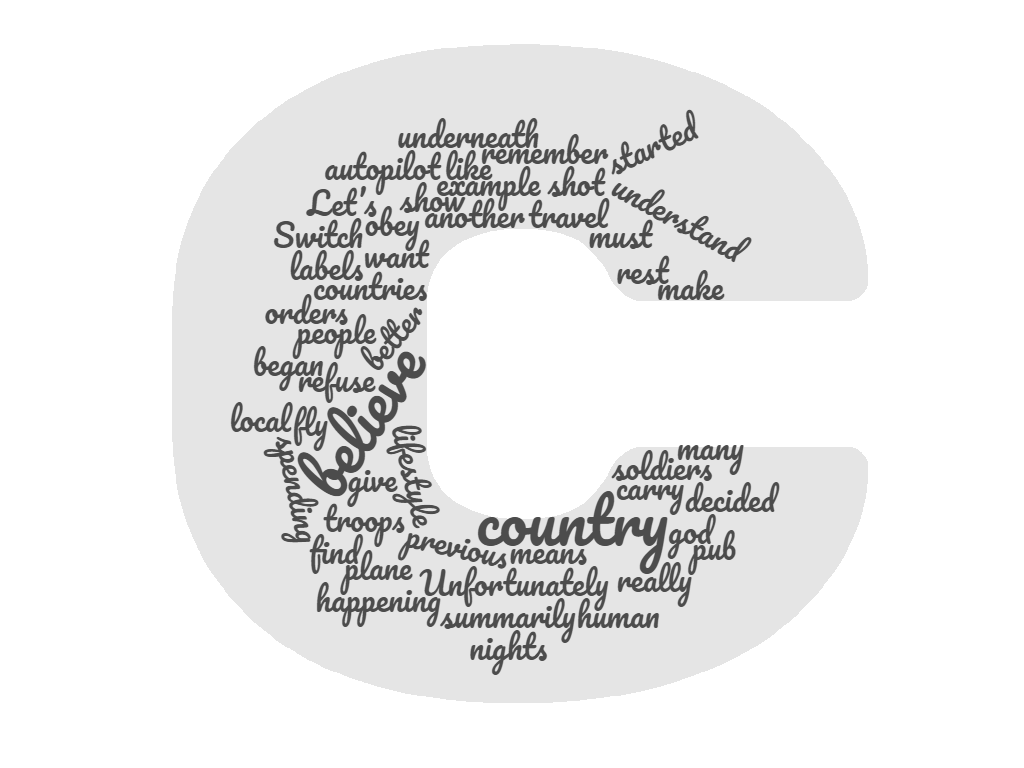 underneath
remember
started
autopilot like
example shot
understand
Let's show
another travel
Switch obey
must
labels want
rest
countries
make
orders
people better
began
refuse
believe
local fly
lifestyle
many
spending
soldiers
give
carry decided
troops
country god
previous means
pub
find
plane
Unfortunately really
happening
summarily human
nights